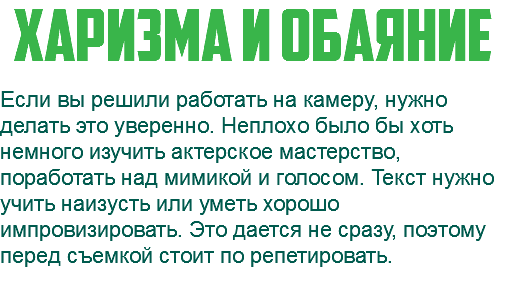 ХАРИЗМА И ОБАЯНИЕ
Если вы решили работать на камеру, нужно
делать это уверенно. Неплохо было бы хоть
немного изучить актерское мастерство,
поработать над мимикой и голосом. Текст нужно
учить наизусть или уметь хорошо
импровизировать. Это дается не сразу, поэтому
перед съемкой стоит по репетировать.